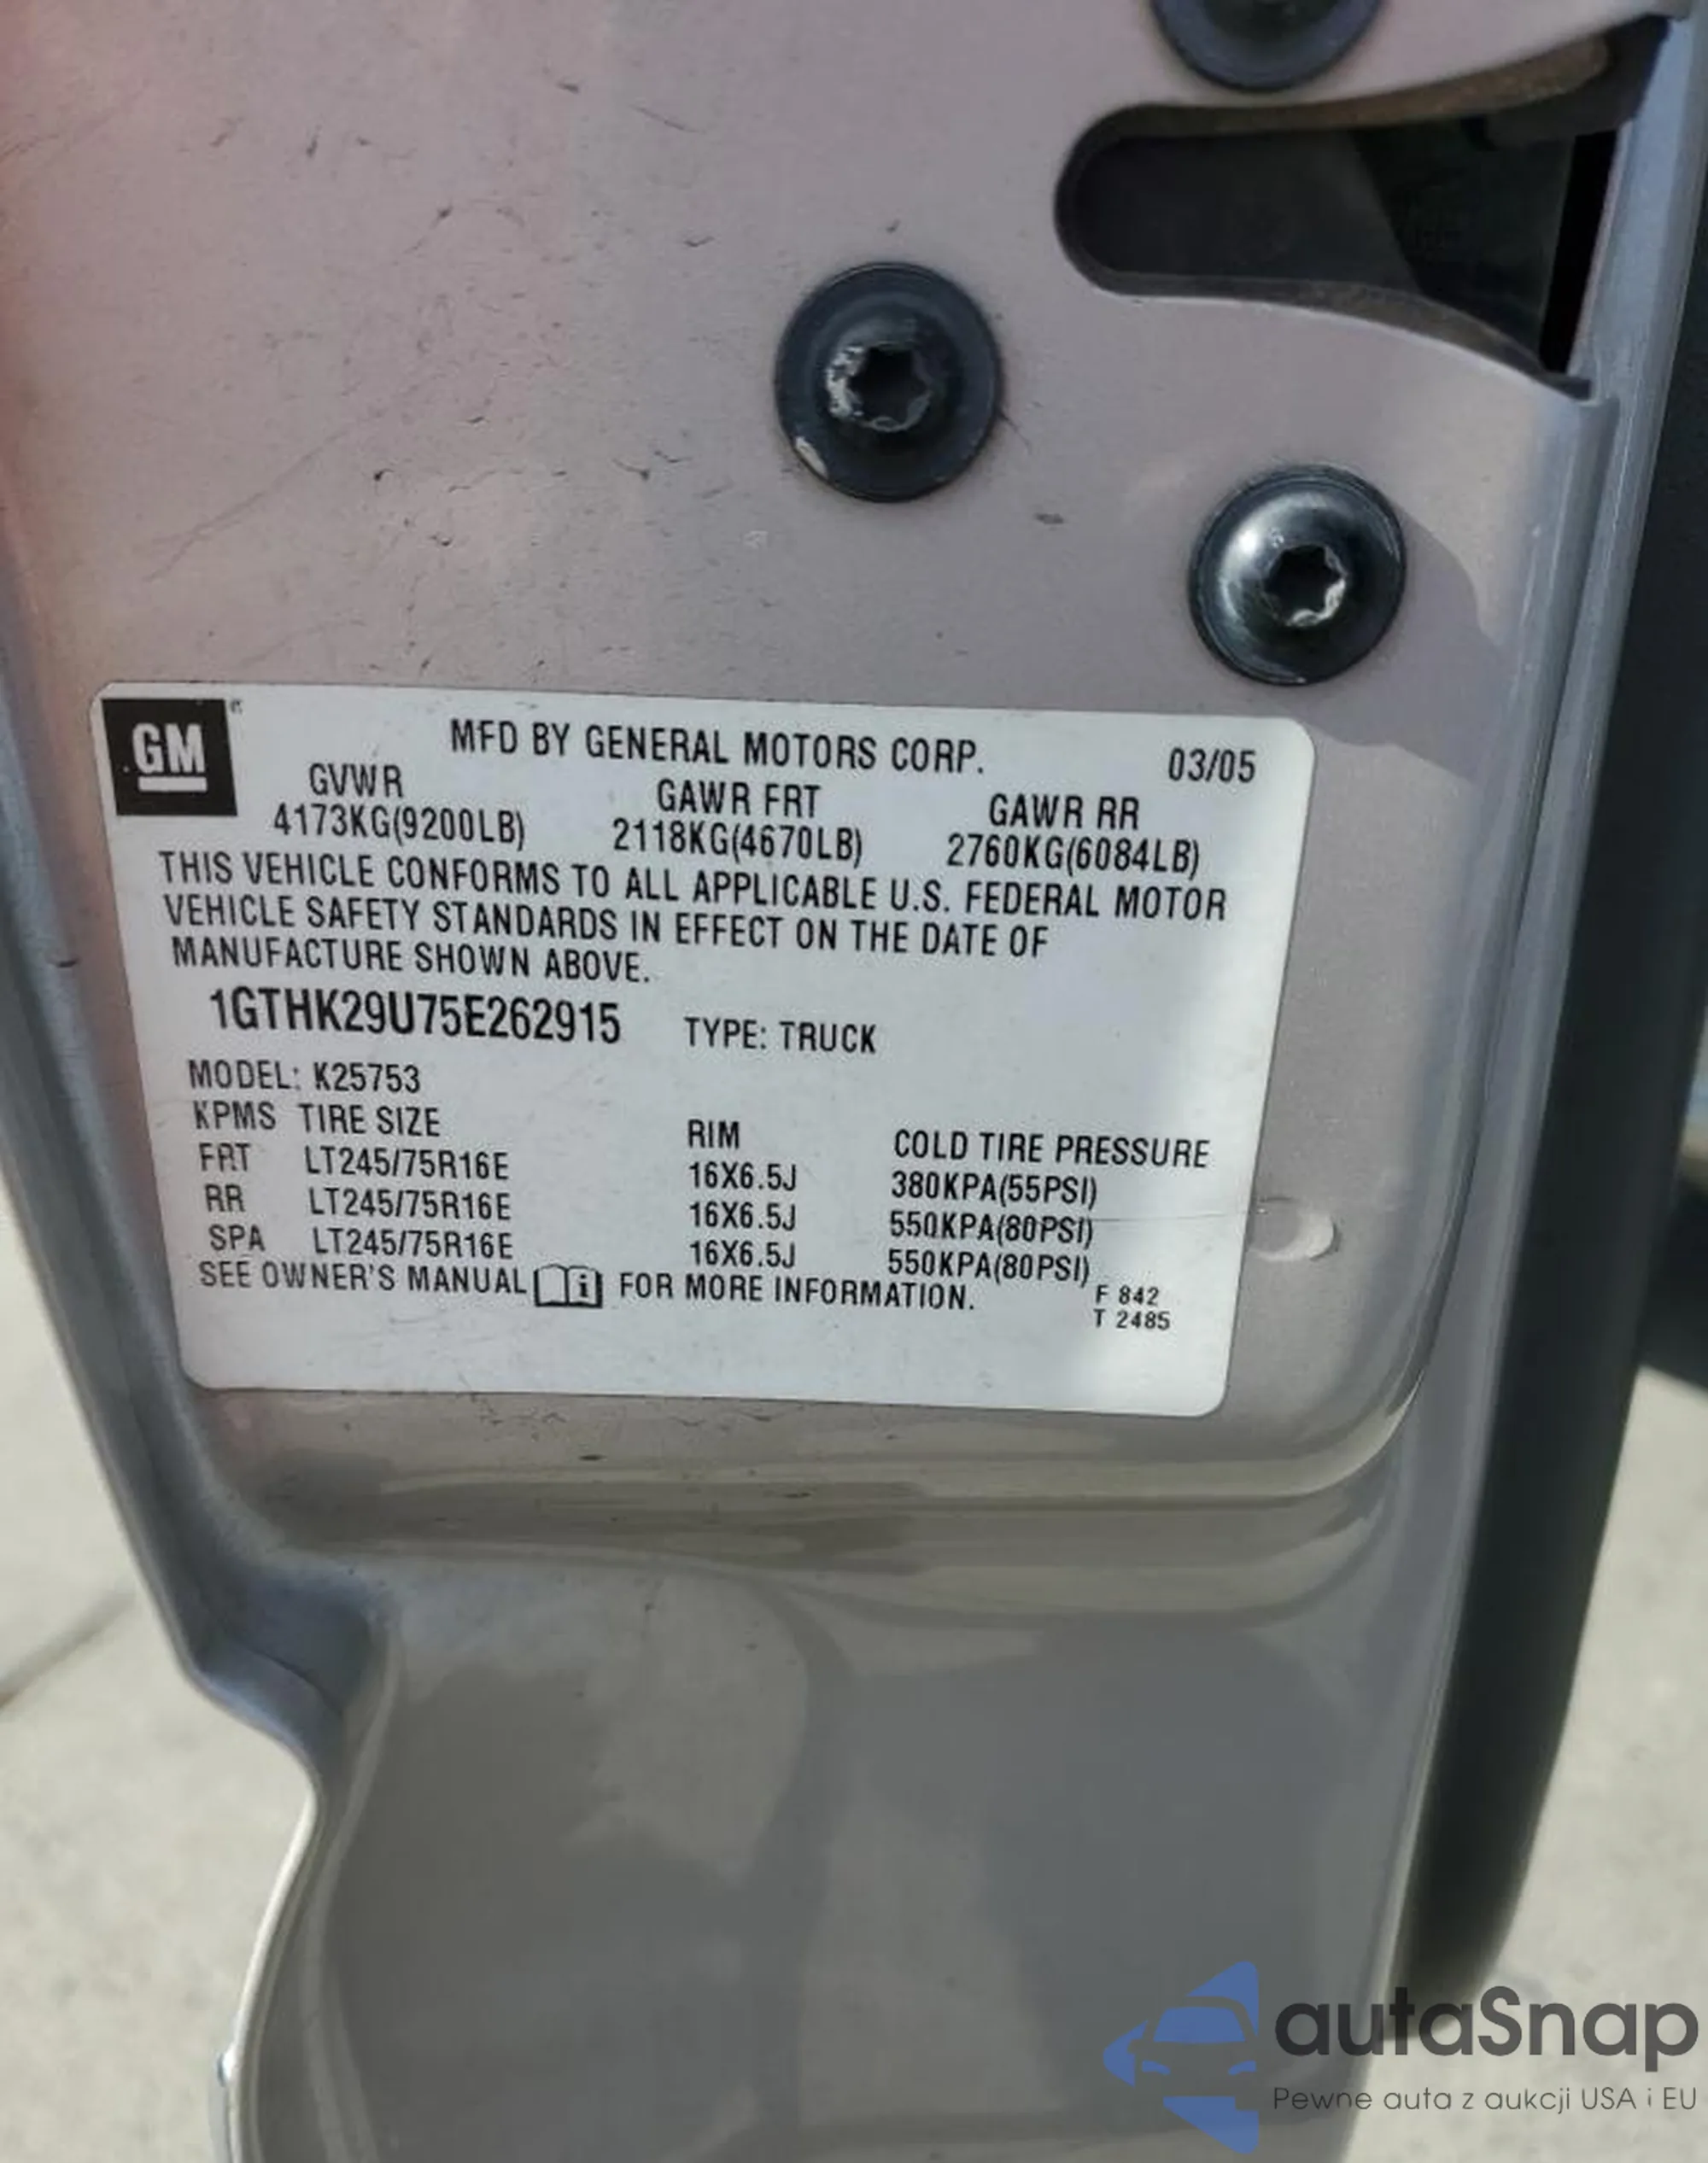 GM
MFD BY GENERAL MOTORS CORP. 03/05
GVWR GAWR FRT GAWR RR
4173KG(9200LB) 2118KG(4670LB) 2760KG(6084LB)
THIS VEHICLE CONFORMS TO ALL APPLICABLE U.S. FEDERAL MOTOR
VEHICLE SAFETY STANDARDS IN EFFECT ON THE DATE OF
MANUFACTURE SHOWN ABOVE.
1GTHK29U75E262915 TYPE: TRUCK
MODEL: K25753
KPMS TIRE SIZE RIM COLD TIRE PRESSURE
FRT LT245/75R16E 16X6.5J 380KPA(55PSI)
RR LT245/75R16E 16X6.5J 550KPA(80PSI)
SPA LT245/75R16E 16X6.5J 550KPA(80PSI)
SEE OWNER'S MANUAL i FOR MORE INFORMATION.
F 842
T 2485
autaSnap
Pewne auta z aukcji USA i EU